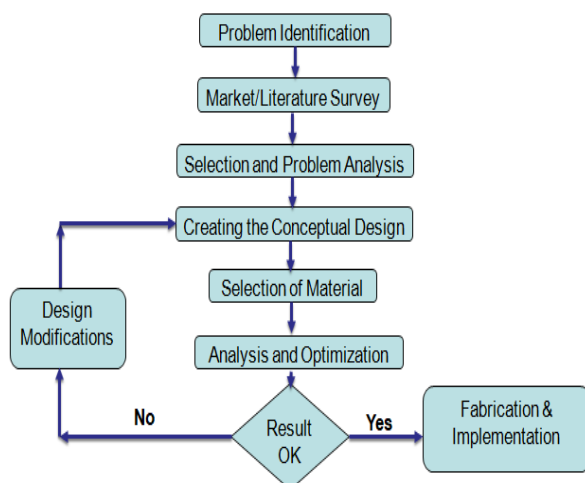 Problem Identification
Market/Literature Survey
Selection and Problem Analysis
Creating the Conceptual Design
Selection of Material
Design
Modifications
Analysis and Optimization
No
Result
OK
Yes
Fabrication &
Implementation